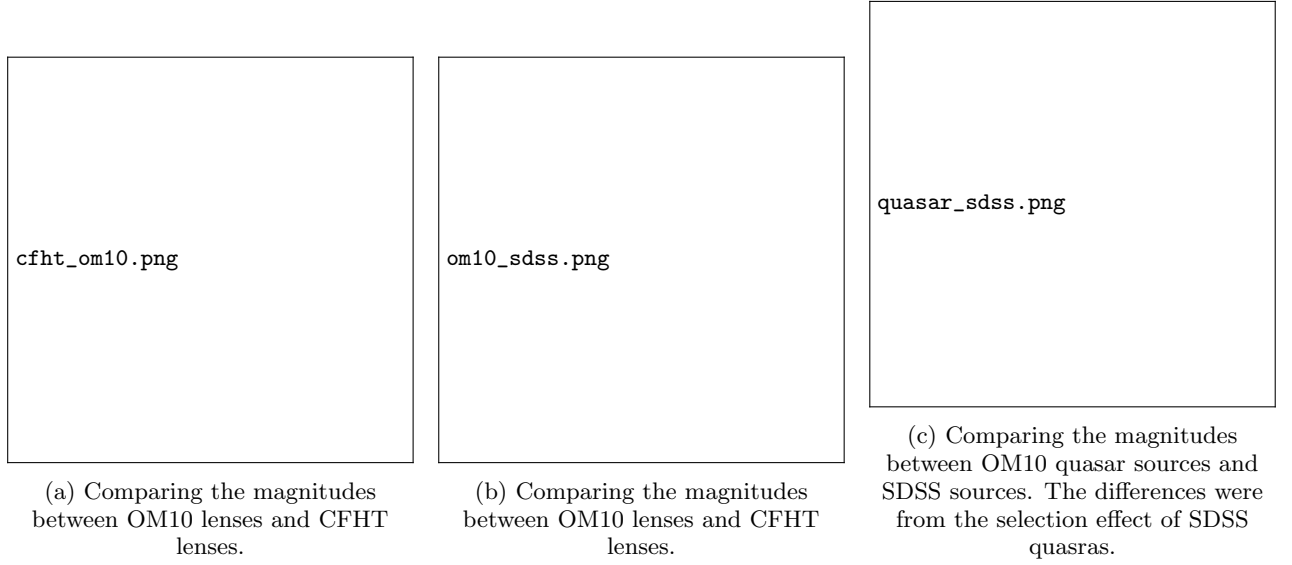 cfht_om10.png
(a) Comparing the magnitudes
between OM10 lenses and CFHT
lenses.
om10_sdss.png
(b) Comparing the magnitudes
between OM10 lenses and CFHT
lenses.
quasar_sdss.png
(c) Comparing the magnitudes
between OM10 quasar sources and
SDSS sources. The differences were
from the selection effect of SDSS
quasras.